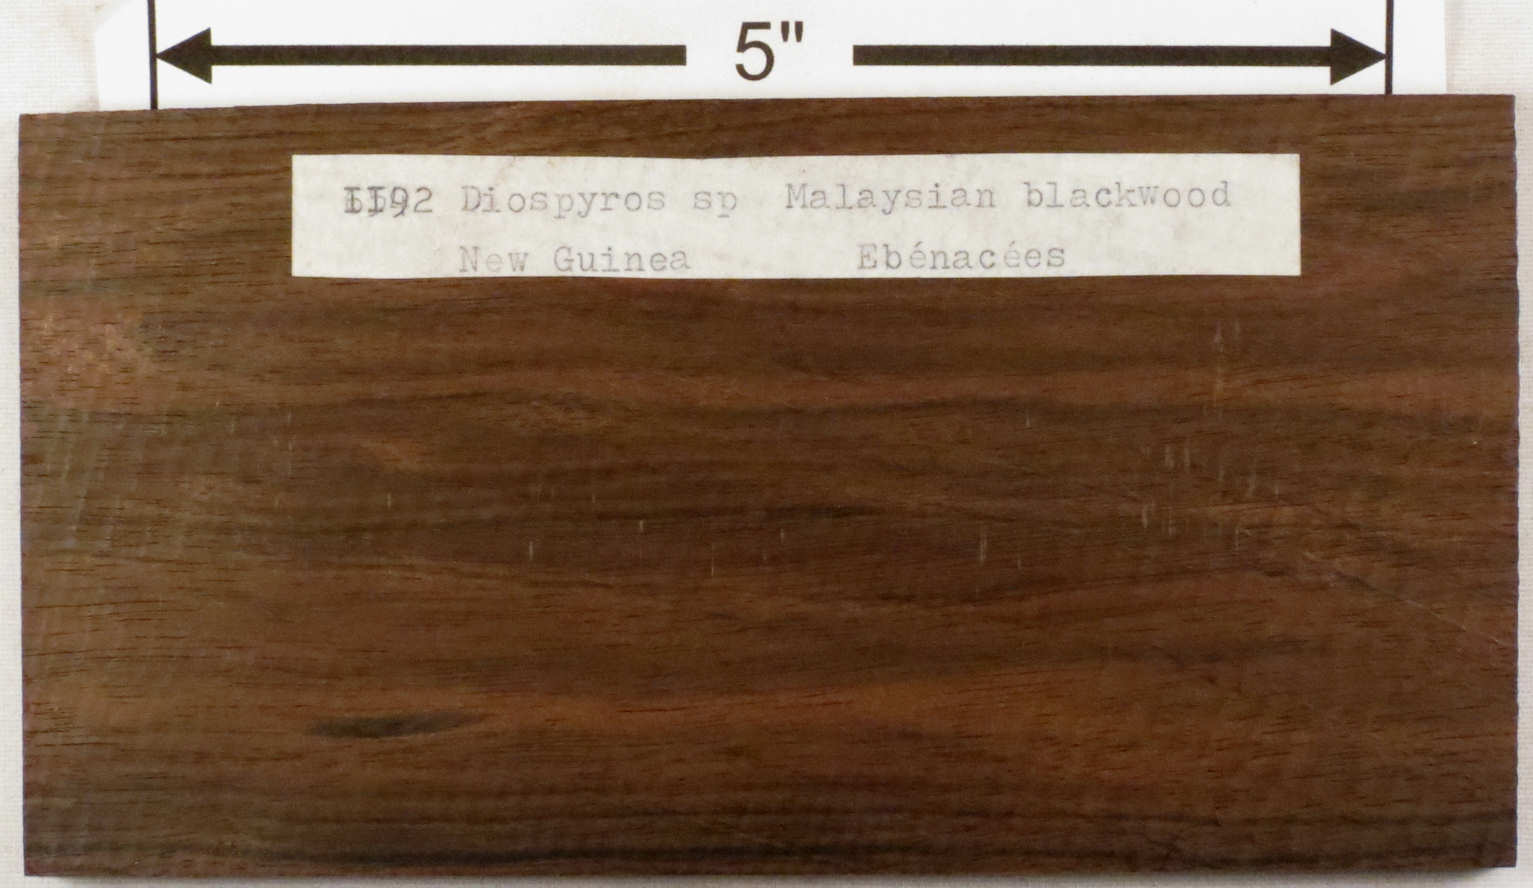 5"
1192 Diospyros sp Malaysian blackwood
New Guinea Ebénacées